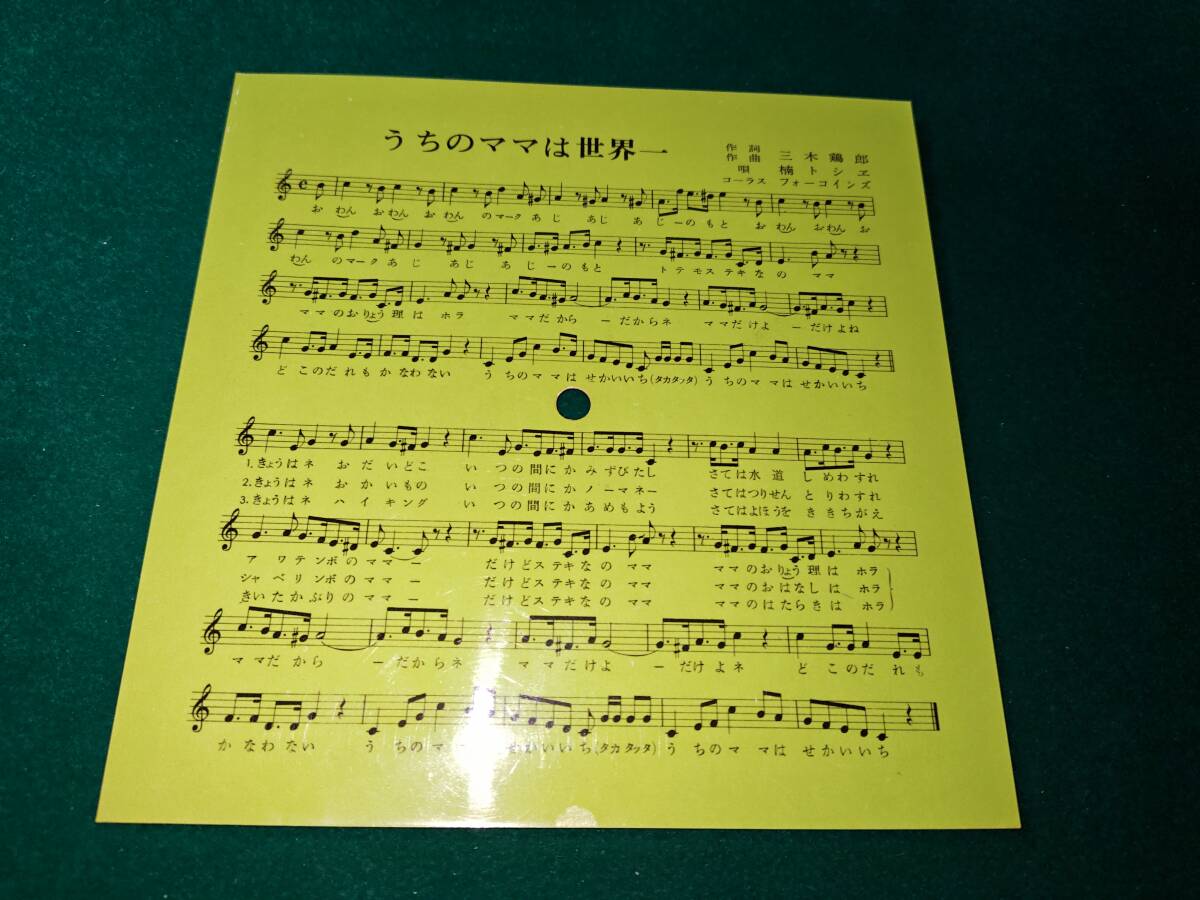 うちのママは世界一
作詞
作曲 三木鶏郎
唄 楠トシエ
コーラス フォーコインズ
おわん おわん おわん のマーク あじ あじ あじーのもと おわん おわん お
わん のマーク あじ あじ あじーのもと トテモステキなの ママ
ママのおりょう理は ホラ ママだから ーだからネ ママだけよ ーだけよね
どこのだれもかなわない うちのママは せかいいち(タカタッタ)うちのママは せかいいち
1.きょうはネ おだいどこ いつの間にか みずびたし さては水道 しめわすれ
2.きょうはネ おかいもの いつの間にか ノーマネー さてはつりせん とりわすれ
3.きょうはネ ハイキング いつの間にか あめもよう さてはよほうを ききちがえ
アワテンボのママー だけどステキなの ママ ママのおりょう理は ホラ
シャベリンボのママー だけどステキなの ママ ママのおはなしは ホラ
きいたかぶりのママー だけどステキなの ママ ママのはたらきは ホラ
ママだから ーだからネ ママだけよ ーだけよネ どこのだれも
かなわない うちのマ せかいいち(タカタッタ)うちのママは せかいいち